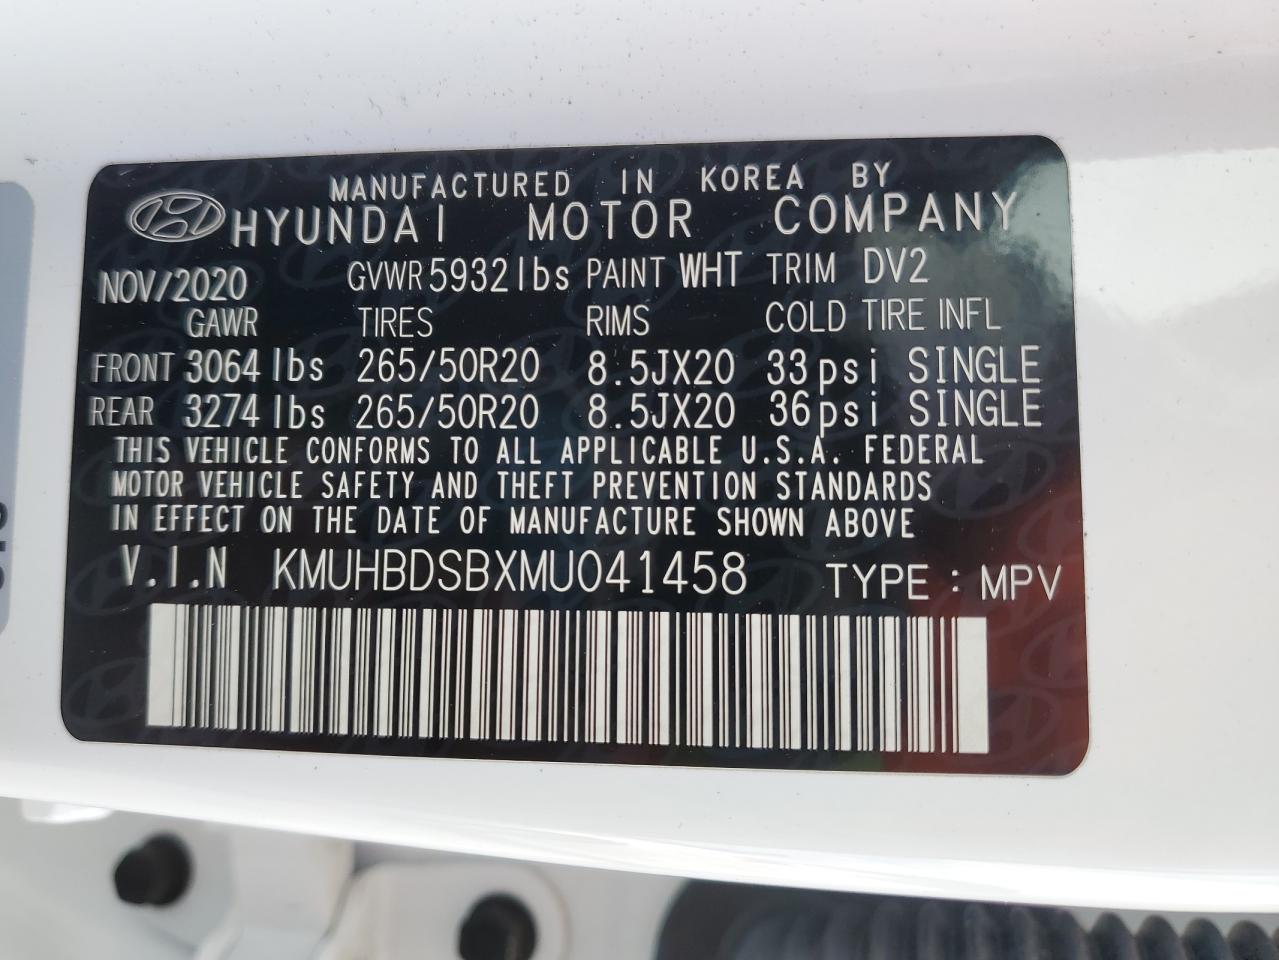 MANUFACTURED IN KOREA BY
HYUNDAI MOTOR COMPANY
NOV/2020 GVWR 5932lbs PAINT WHT TRIM DV2
GAWR TIRES RIMS COLD TIRE INFL
FRONT 3064lbs 265/50R20 8.5JX20 33psi SINGLE
REAR 3274lbs 265/50R20 8.5JX20 36psi SINGLE
THIS VEHICLE CONFORMS TO ALL APPLICABLE U.S.A. FEDERAL
MOTOR VEHICLE SAFETY AND THEFT PREVENTION STANDARDS
IN EFFECT ON THE DATE OF MANUFACTURE SHOWN ABOVE
V.I.N KMUHBDSBXMU041458 TYPE : MPV